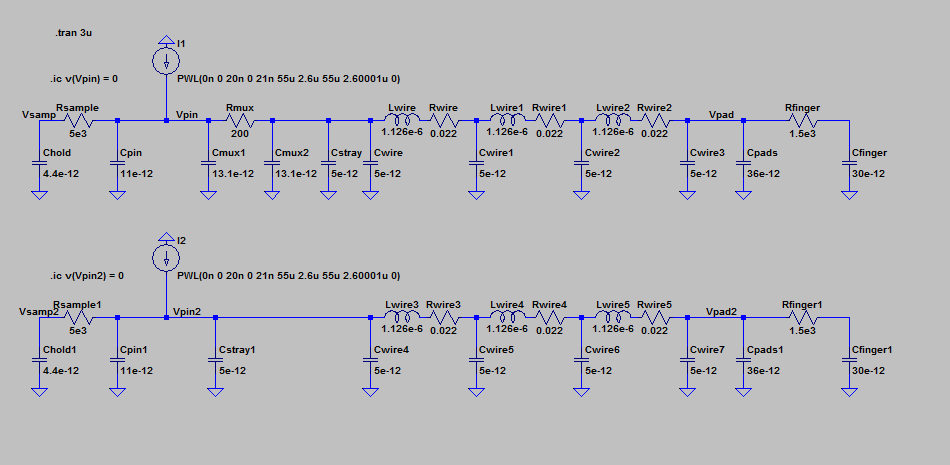 .tran 3u
I1
.ic v(Vpin) = 0
PWL(0n 0 20n 0 21n 55u 2.6u 55u 2.60001u 0)
Vsamp Rsample Vpin Rmux Lwire Rwire Lwire1 Rwire1 Lwire2 Rwire2 Vpad Rfinger
5e3 200 1.126e-6 0.022 1.126e-6 0.022 1.126e-6 0.022 1.5e3
Chold Cpin Cmux1 Cmux2 Cstray Cwire Cwire1 Cwire2 Cwire3 Cpads Cfinger
4.4e-12 11e-12 13.1e-12 13.1e-12 5e-12 5e-12 5e-12 5e-12 5e-12 36e-12 30e-12
I2
.ic v(Vpin2) = 0
PWL(0n 0 20n 0 21n 55u 2.6u 55u 2.60001u 0)
Vsamp2 Rsample1 Vpin2 Lwire3 Rwire3 Lwire4 Rwire4 Lwire5 Rwire5 Vpad2 Rfinger1
5e3 1.126e-6 0.022 1.126e-6 0.022 1.126e-6 0.022 1.5e3
Chold1 Cpin1 Cstray1 Cwire4 Cwire5 Cwire6 Cwire7 Cpads1 Cfinger1
4.4e-12 11e-12 5e-12 5e-12 5e-12 5e-12 5e-12 36e-12 30e-12